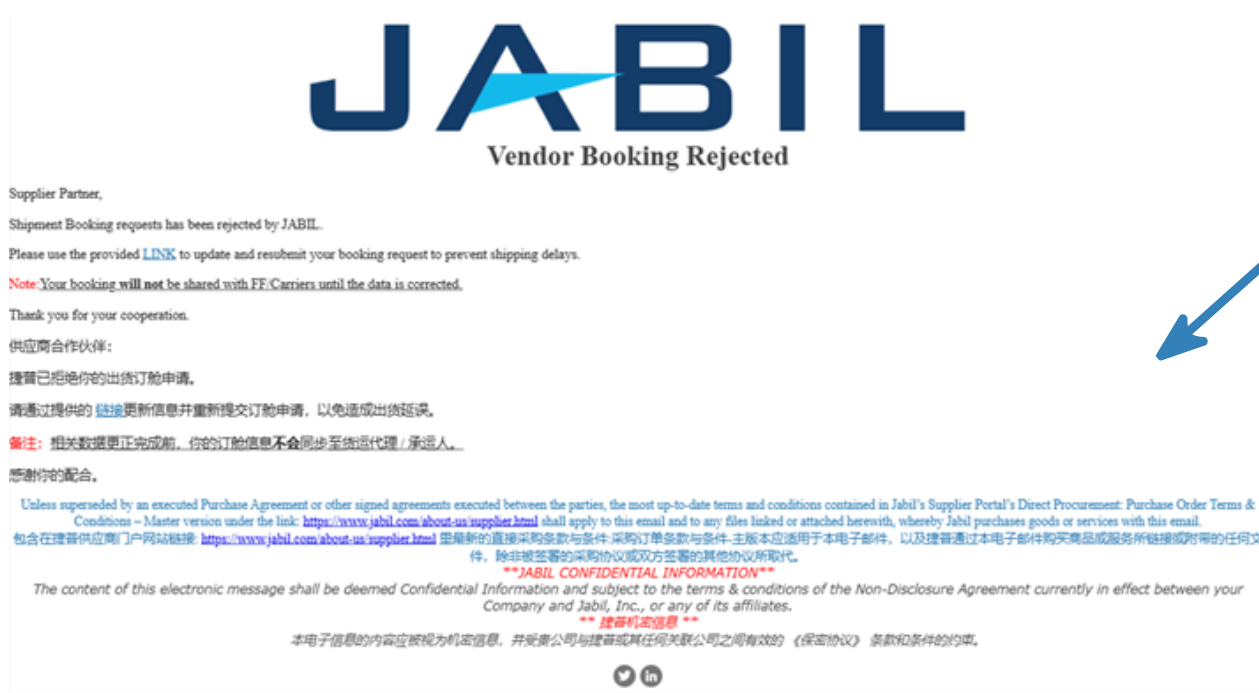 JABIL
Vendor Booking Rejected
Supplier Partner,
Shipment Booking requests has been rejected by JABIL.
Please use the provided LINK to update and resubmit your booking request to prevent shipping delays.
Note: Your booking will not be shared with FF/Carriers until the data is corrected.
Thank you for your cooperation.
供应商合作伙伴：
捷普已拒绝你的出货订舱申请。
请通过提供的 链接更新信息并重新提交订舱申请，以免造成出货延误。
备注： 相关数据更正完成前，你的订舱信息不会同步至货运代理 / 承运人。
感谢你的配合。
Unless superseded by an executed Purchase Agreement or other signed agreements executed between the parties, the most up-to-date terms and conditions contained in Jabil's Supplier Portal's Direct Procurement: Purchase Order Terms &
Conditions – Master version under the link: https://www.jabil.com/about-us/supplier.html shall apply to this email and to any files linked or attached herewith, whereby Jabil purchases goods or services with this email.
包含在捷普供应商门户网站链接: https://www.jabil.com/about-us/supplier.html 里最新的直接采购条款与条件:采购订单条款与条件-主版本应适用于本电子邮件，以及捷普通过本电子邮件购买商品或服务所链接或附带的任何文
件，除非被签署的采购协议或双方签署的其他协议所取代。
**JABIL CONFIDENTIAL INFORMATION**
The content of this electronic message shall be deemed Confidential Information and subject to the terms & conditions of the Non-Disclosure Agreement currently in effect between your
Company and Jabil, Inc., or any of its affiliates.
** 捷普机密信息 **
本电子信息的内容应被视为机密信息，并受贵公司与捷普或其任何关联公司之间有效的 《保密协议》 条款和条件的约束。
in